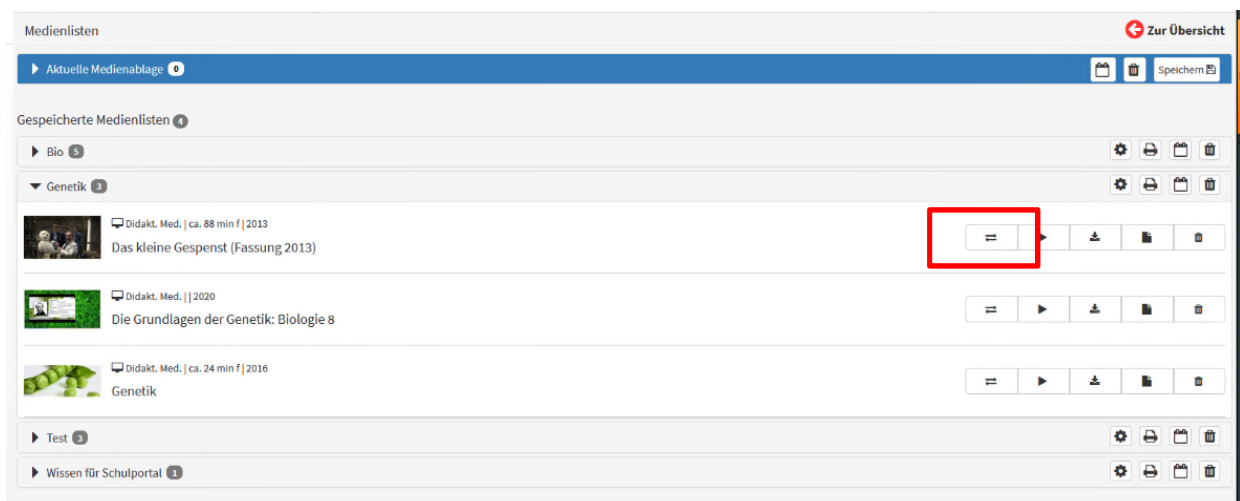 Medienlisten
Zur Übersicht
Aktuelle Medienablage 0
Speichern
Gespeicherte Medienlisten 4
Bio 5
Genetik 3
Didakt. Med. | ca. 88 min f | 2013
Das kleine Gespenst (Fassung 2013)
Didakt. Med. | | 2020
Die Grundlagen der Genetik: Biologie 8
Didakt. Med. | ca. 24 min f | 2016
Genetik
Test 3
Wissen für Schulportal 1